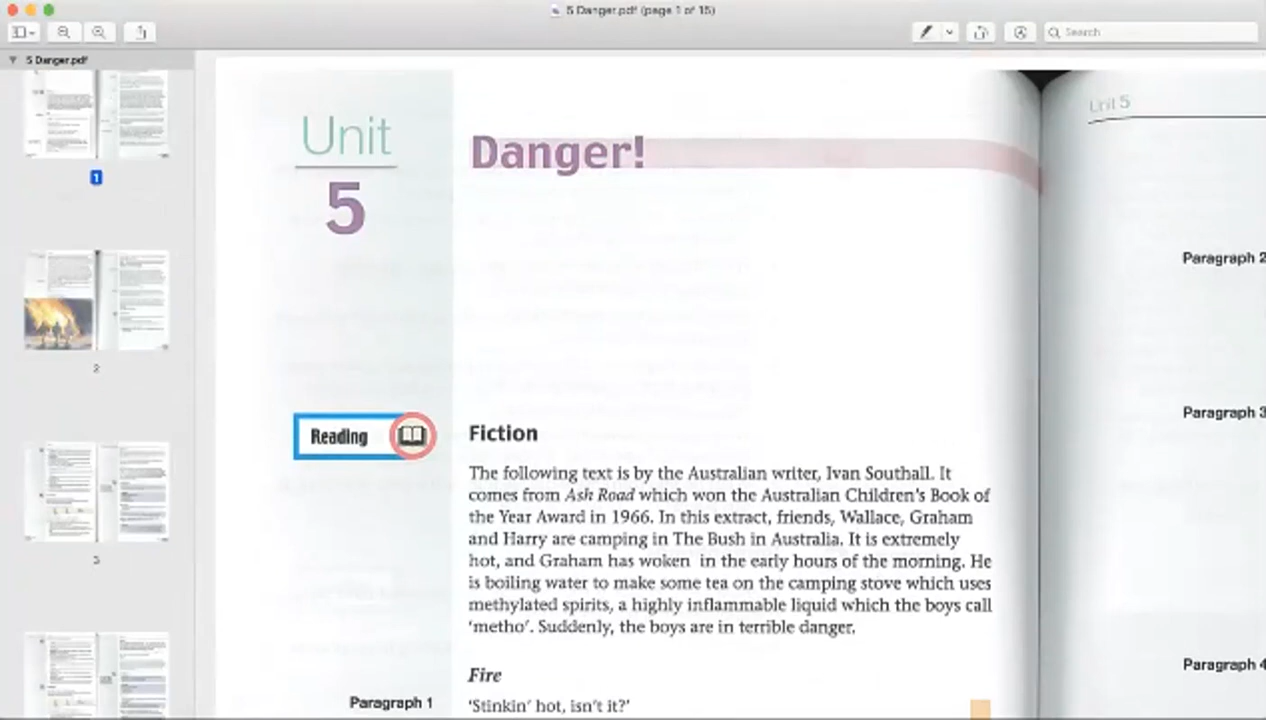 5 Danger.pdf (page 1 of 15)
Search
5 Danger.pdf
1
2
3
Unit
5
Danger!
Reading
Fiction
The following text is by the Australian writer, Ivan Southall. It
comes from Ash Road which won the Australian Children's Book of
the Year Award in 1966. In this extract, friends, Wallace, Graham
and Harry are camping in The Bush in Australia. It is extremely
hot, and Graham has woken in the early hours of the morning. He
is boiling water to make some tea on the camping stove which uses
methylated spirits, a highly inflammable liquid which the boys call
'metho'. Suddenly, the boys are in terrible danger.
Fire
Paragraph 1
'Stinkin' hot, isn't it?'
Unit 5
Paragraph 2
Paragraph 3
Paragraph 4